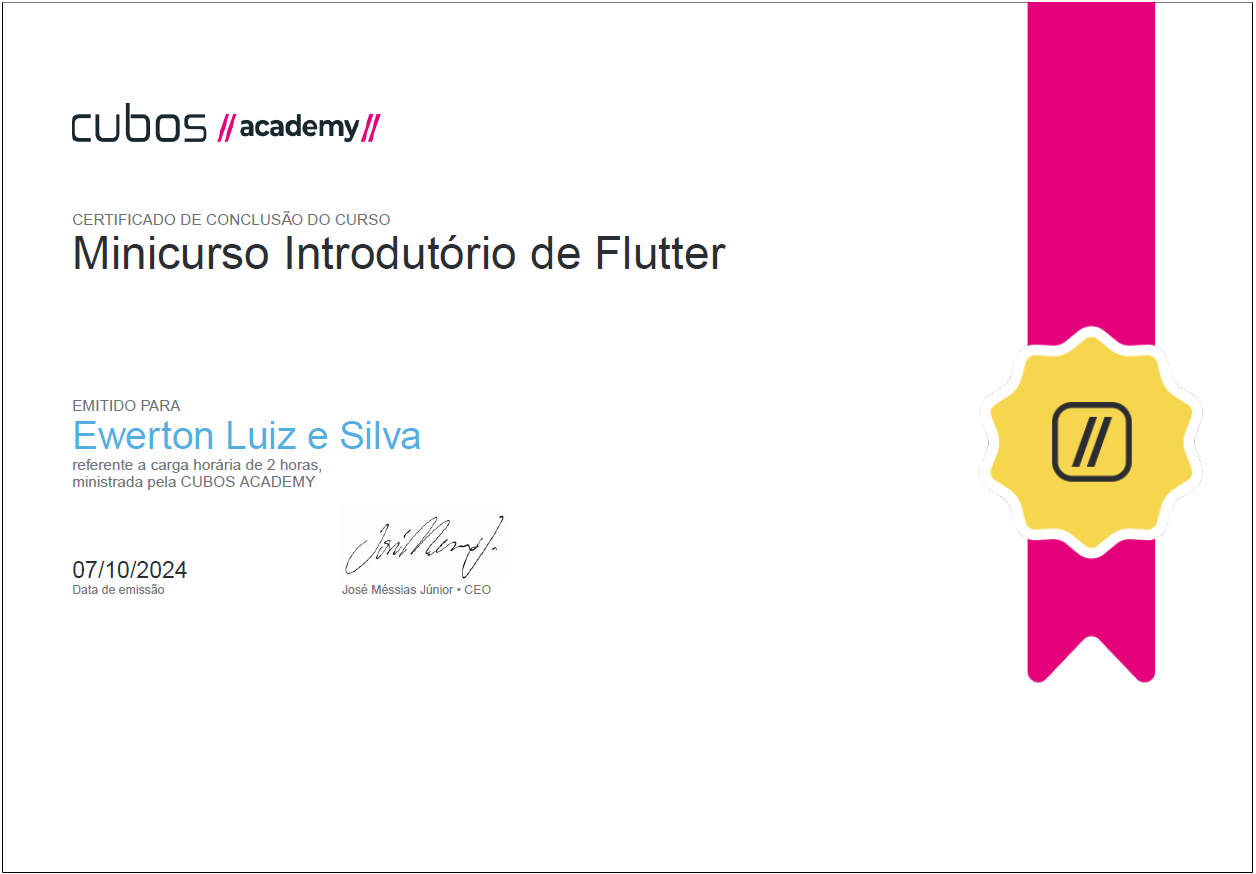 cubos //academy//
CERTIFICADO DE CONCLUSÃO DO CURSO
Minicurso Introdutório de Flutter
EMITIDO PARA
Ewerton Luiz e Silva
referente a carga horária de 2 horas,
ministrada pela CUBOS ACADEMY
07/10/2024
Data de emissão
José Méssias Júnior • CEO
//